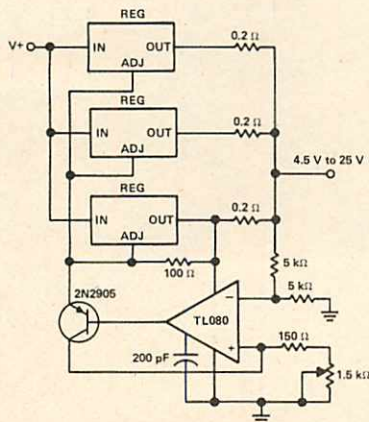 REG
V+
IN OUT
ADJ
0.2 Ω
REG
IN OUT
ADJ
0.2 Ω
4.5 V to 25 V
REG
IN OUT
ADJ
0.2 Ω
100 Ω
5 kΩ
2N2905
5 kΩ
−
TL080
+
150 Ω
200 pF
1.5 kΩ